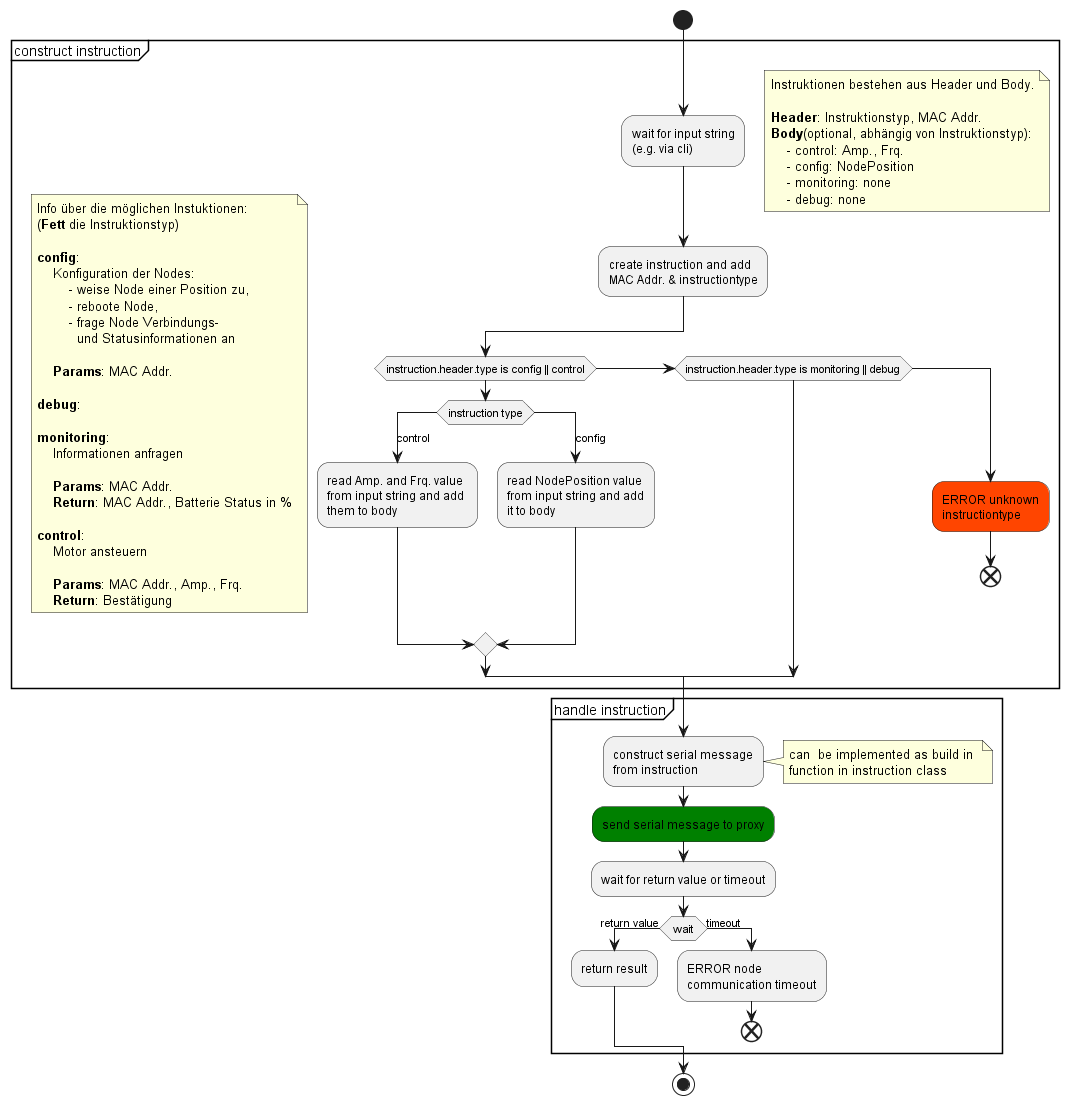 construct instruction
Instruktionen bestehen aus Header und Body.
Header: Instruktionstyp, MAC Addr.
Body(optional, abhängig von Instruktionstyp):
- control: Amp., Frq.
- config: NodePosition
- monitoring: none
- debug: none
wait for input string
(e.g. via cli)
Info über die möglichen Instuktionen:
(Fett die Instruktionstyp)
config:
Konfiguration der Nodes:
- weise Node einer Position zu,
- reboote Node,
- frage Node Verbindungs-
und Statusinformationen an
Params: MAC Addr.
debug:
monitoring:
Informationen anfragen
Params: MAC Addr.
Return: MAC Addr., Batterie Status in %
control:
Motor ansteuern
Params: MAC Addr., Amp., Frq.
Return: Bestätigung
create instruction and add
MAC Addr. & instructiontype
instruction.header.type is config || control
instruction.header.type is monitoring || debug
instruction type
control
config
read Amp. and Frq. value
from input string and add
them to body
read NodePosition value
from input string and add
it to body
ERROR unknown
instructiontype
handle instruction
construct serial message
from instruction
can  be implemented as build in
function in instruction class
send serial message to proxy
wait for return value or timeout
return value
wait
timeout
return result
ERROR node
communication timeout